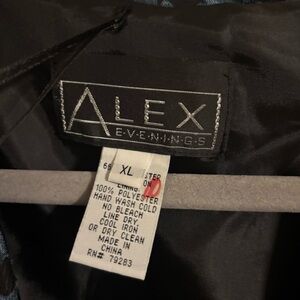 ALEX
E·V·E·N·I·N·G·S
XL
100% POLYESTER
HAND WASH COLD
NO BLEACH
LINE DRY
COOL IRON
OR DRY CLEAN
MADE IN
CHINA
RN# 79283